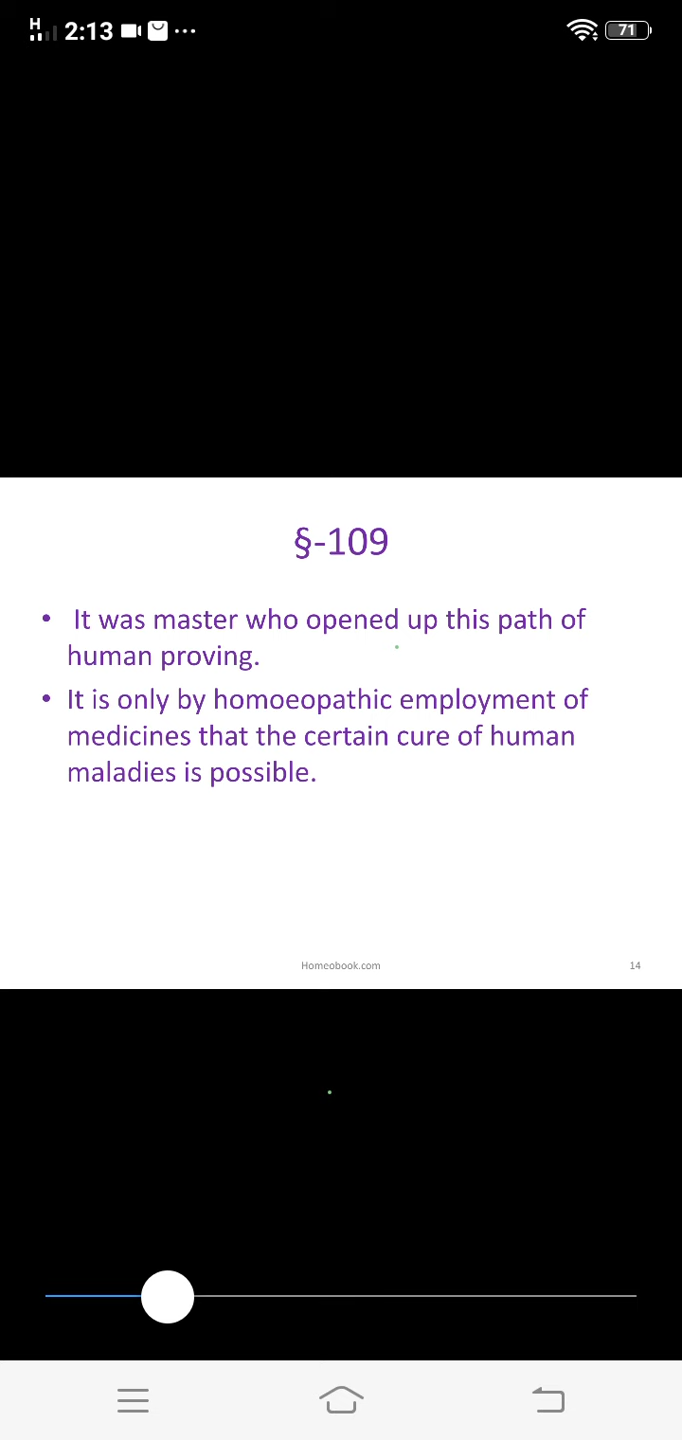 H
2:13
71
§-109
• It was master who opened up this path of
human proving.
• It is only by homoeopathic employment of
medicines that the certain cure of human
maladies is possible.
Homeobook.com
14